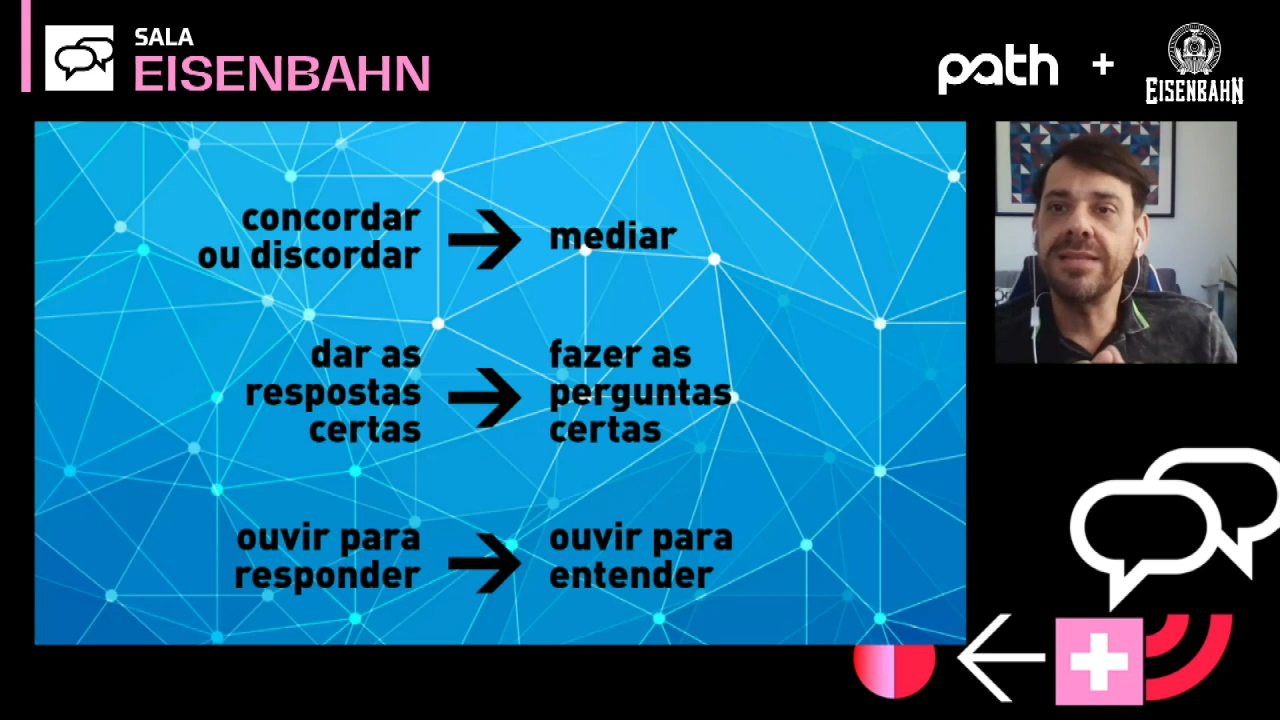 SALA
EISENBAHN
path +
EISENBAHN
concordar
ou discordar
mediar
dar as
respostas
certas
fazer as
perguntas
certas
ouvir para
responder
ouvir para
entender